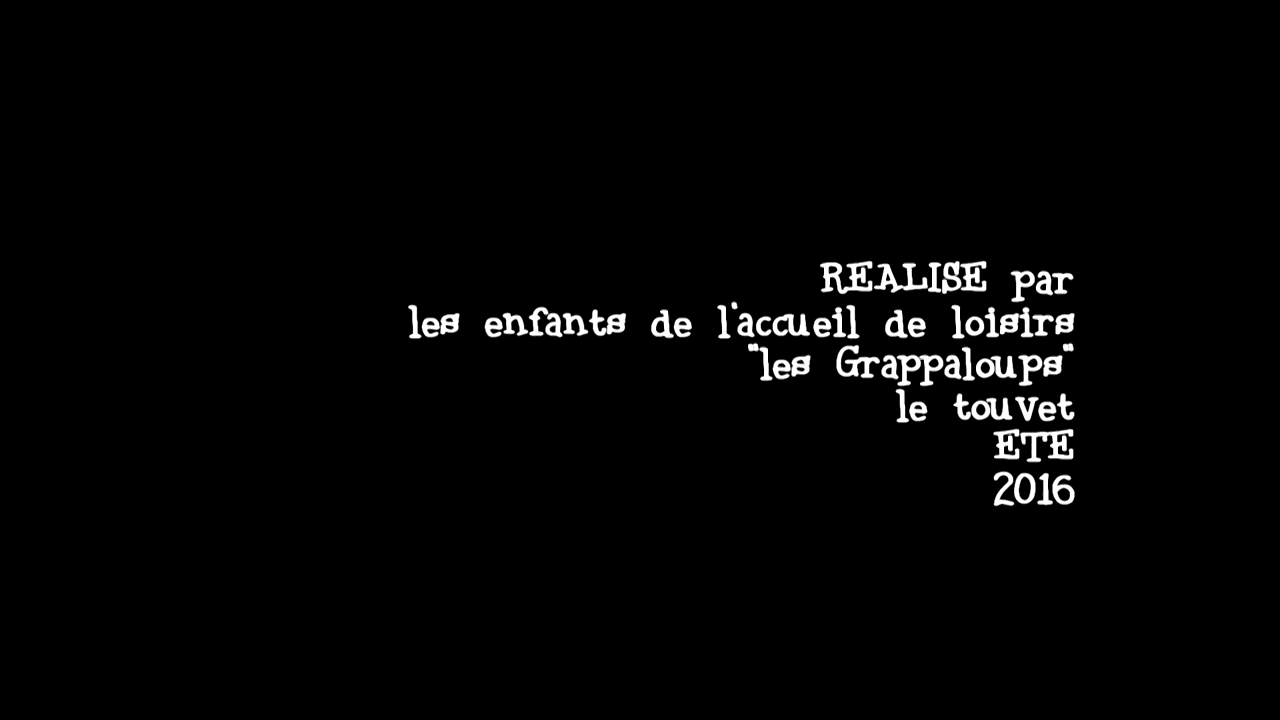 REALISE par
les enfants de l'accueil de loisirs
"les Grappaloups"
le touvet
ETE
2016